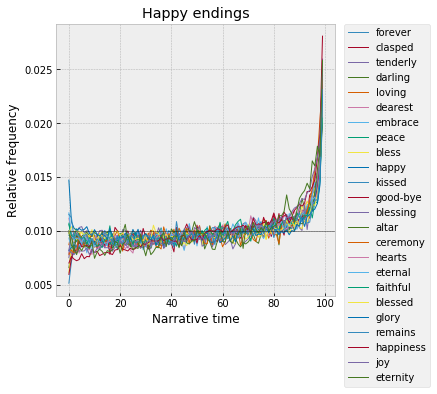 Happy endings
Relative frequency
0.025
0.020
0.015
0.010
0.005
0
20
40
60
80
100
Narrative time
forever
clasped
tenderly
darling
loving
dearest
embrace
peace
bless
happy
kissed
good-bye
blessing
altar
ceremony
hearts
eternal
faithful
blessed
glory
remains
happiness
joy
eternity